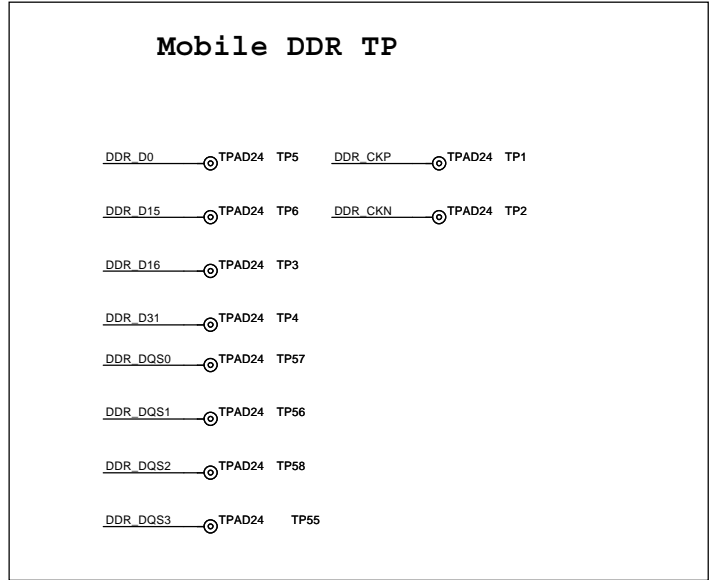 Mobile DDR TP
DDR_D0 TPAD24 TP5 DDR_CKP TPAD24 TP1
DDR_D15 TPAD24 TP6 DDR_CKN TPAD24 TP2
DDR_D16 TPAD24 TP3
DDR_D31 TPAD24 TP4
DDR_DQS0 TPAD24 TP57
DDR_DQS1 TPAD24 TP56
DDR_DQS2 TPAD24 TP58
DDR_DQS3 TPAD24 TP55